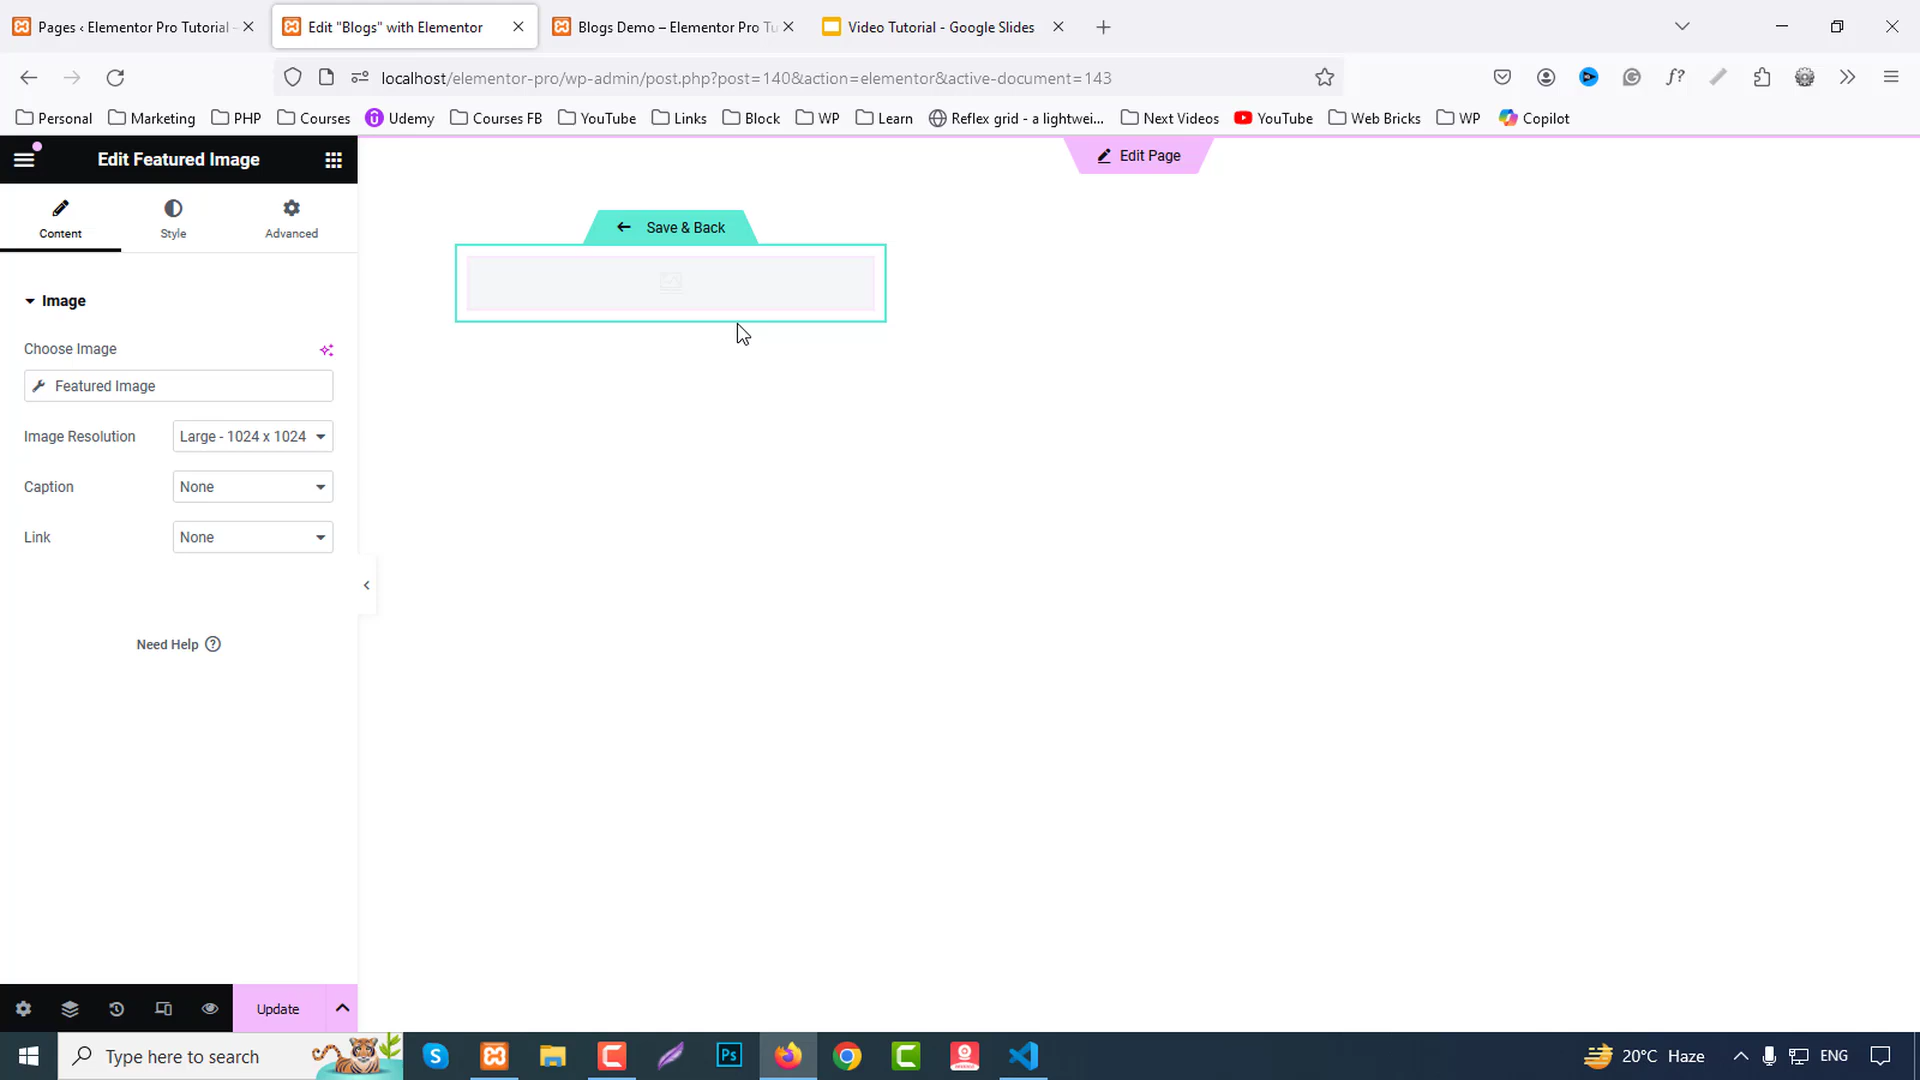 Pages ‹ Elementor Pro Tutorial –
Edit "Blogs" with Elementor
Blogs Demo – Elementor Pro Tu
Video Tutorial - Google Slides
localhost/elementor-pro/wp-admin/post.php?post=140&action=elementor&active-document=143
Personal
Marketing
PHP
Courses
Udemy
Courses FB
YouTube
Links
Block
WP
Learn
Reflex grid - a lightwei...
Next Videos
YouTube
Web Bricks
WP
Copilot
Edit Featured Image
Edit Page
Content
Style
Advanced
Save & Back
Image
Choose Image
Featured Image
Image Resolution
Large - 1024 x 1024
Caption
None
Link
None
Need Help
Update
Type here to search
Ps
20°C Haze
ENG